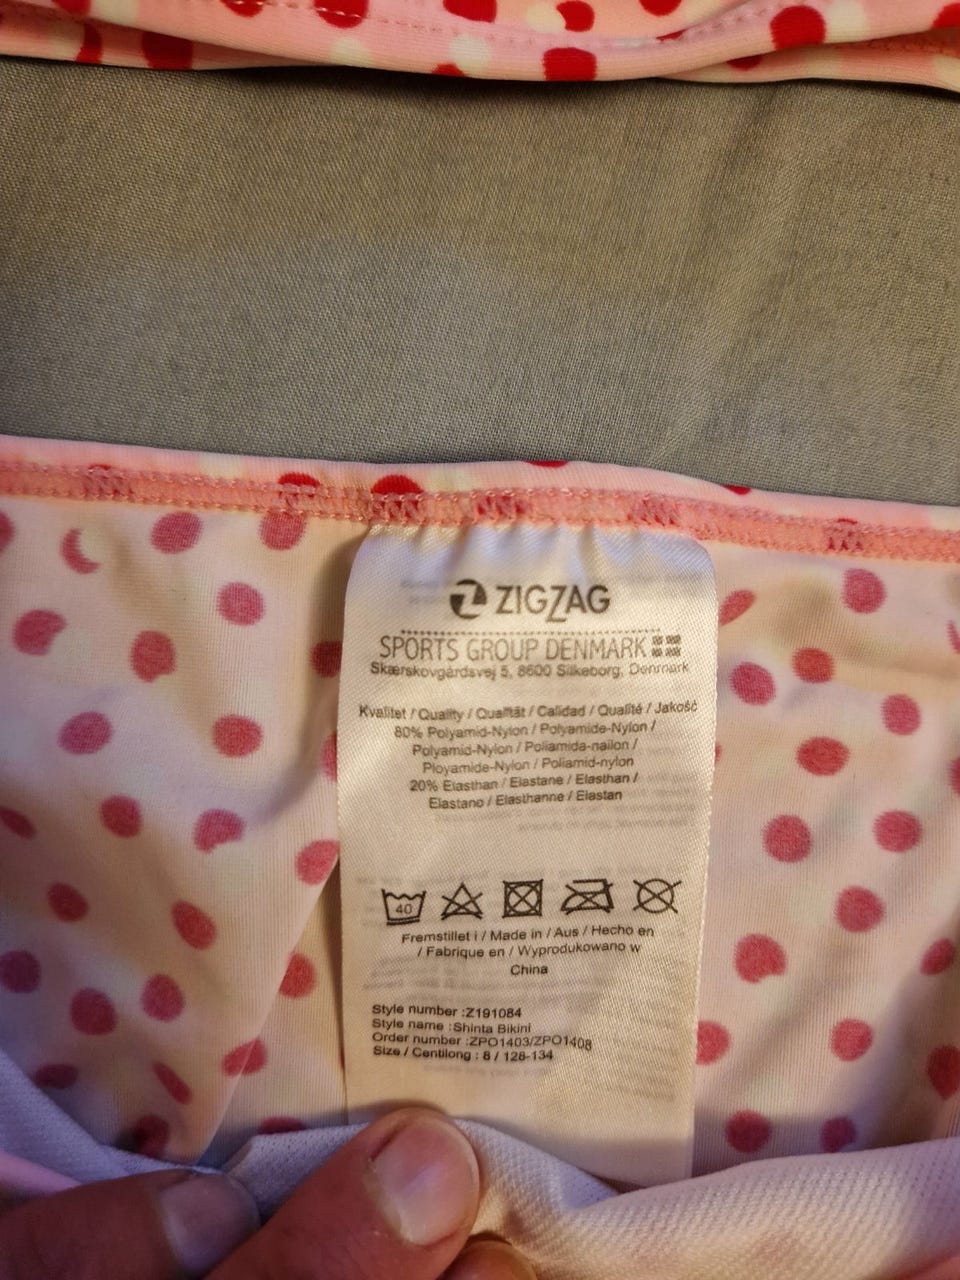 ZIGZAG
SPORTS GROUP DENMARK
Skærskovgårdsvej 5, 8600 Silkeborg, Denmark
Kvalitet / Quality / Qualität / Calidad / Qualité / Jakość
80% Polyamid-Nylon / Polyamide-Nylon /
Polyamid-Nylon / Poliamida-nailon /
Ployamide-Nylon / Poliamid-nylon
20% Elasthan / Elastane / Elasthan /
Elastano / Elasthanne / Elastan
40
Fremstillet i / Made in / Aus / Hecho en
/ Fabrique en / Wyprodukowano w
China
Style number :Z191084
Style name :Shinta Bikini
Order number :ZPO1403/ZPO1408
Size / Centilong : 8 / 128-134